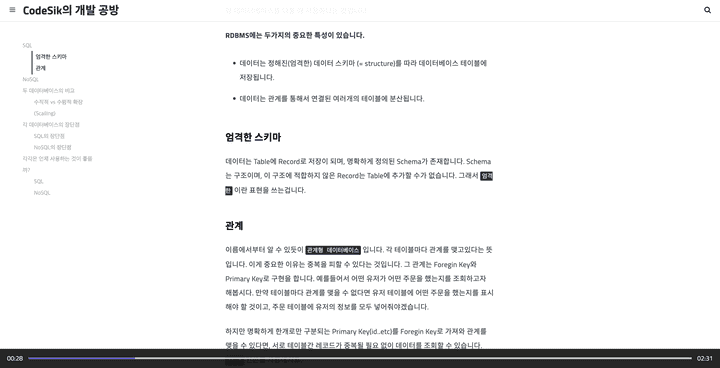 CodeSik의 개발 공방
SQL
엄격한 스키마
관계
NoSQL
두 데이터베이스의 비교
수직적 vs 수평적 확장
(Scaling)
각 데이터베이스의 장단점
SQL의 장단점
NoSQL의 장단점
각각은 언제 사용하는 것이 좋을
까?
SQL
NoSQL
RDBMS에는 두가지의 중요한 특성이 있습니다.
데이터는 정해진(엄격한) 데이터 스키마 (= structure)를 따라 데이터베이스 테이블에
저장됩니다.
데이터는 관계를 통해서 연결된 여러개의 테이블에 분산됩니다.
엄격한 스키마
데이터는 Table에 Record로 저장이 되며, 명확하게 정의된 Schema가 존재합니다. Schema
는 구조이며, 이 구조에 적합하지 않은 Record는 Table에 추가할 수가 없습니다. 그래서 엄격
한 이란 표현을 쓰는겁니다.
관계
이름에서부터 알 수 있듯이 관계형 데이터베이스 입니다. 각 테이블마다 관계를 맺고있다는 뜻
입니다. 이게 중요한 이유는 중복을 피할 수 있다는 것입니다. 그 관계는 Foregin Key와
Primary Key로 구현을 합니다. 예를들어서 어떤 유저가 어떤 주문을 했는지를 조회하고자
해봅시다. 만약 테이블마다 관계를 맺을 수 없다면 유저 테이블에 어떤 주문을 했는지를 표시
해야 할 것이고, 주문 테이블에 유저의 정보를 모두 넣어줘야겠습니다.
하지만 명확하게 한개로만 구분되는 Primary Key(id..etc)를 Foregin Key로 가져와 관계를
맺을 수 있다면, 서로 테이블간 레코드가 중복될 필요 없이 데이터를 조회할 수 있습니다.
00:28
02:31